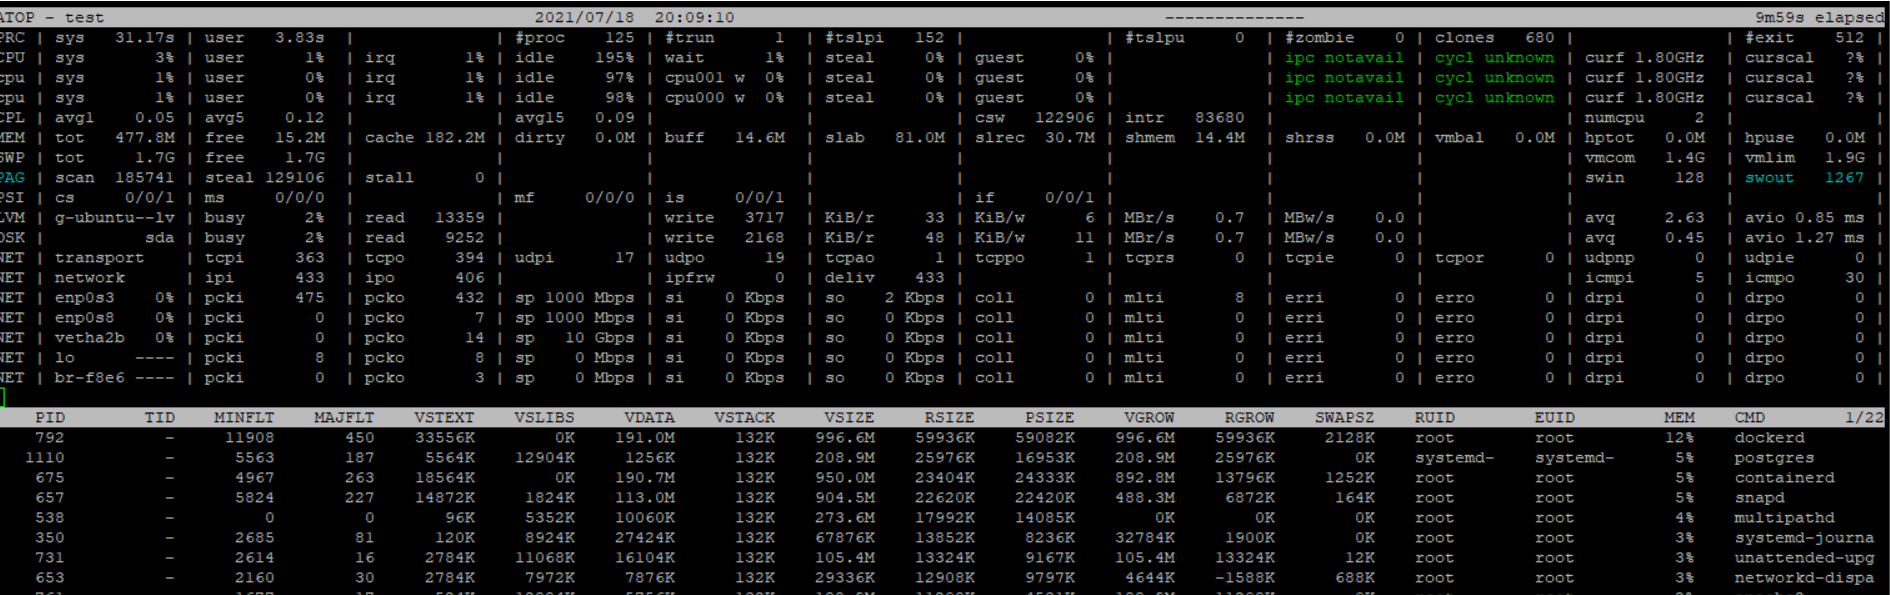 ATOP - test 2021/07/18 20:09:10 -------------- 9m59s elapsed
PRC | sys 31.17s | user 3.83s | | #proc 125 | #trun 1 | #tslpi 152 | | #tslpu 0 | #zombie 0 | clones 680 | | #exit 512 |
CPU | sys 3% | user 1% | irq 1% | idle 195% | wait 1% | steal 0% | guest 0% | | ipc notavail | cycl unknown | curf 1.80GHz | curscal ?% |
cpu | sys 1% | user 0% | irq 1% | idle 97% | cpu001 w 0% | steal 0% | guest 0% | | ipc notavail | cycl unknown | curf 1.80GHz | curscal ?% |
cpu | sys 1% | user 0% | irq 1% | idle 98% | cpu000 w 0% | steal 0% | guest 0% | | ipc notavail | cycl unknown | curf 1.80GHz | curscal ?% |
CPL | avg1 0.05 | avg5 0.12 | | avg15 0.09 | | | csw 122906 | intr 83680 | | | numcpu 2 | |
MEM | tot 477.8M | free 15.2M | cache 182.2M | dirty 0.0M | buff 14.6M | slab 81.0M | slrec 30.7M | shmem 14.4M | shrss 0.0M | vmbal 0.0M | hptot 0.0M | hpuse 0.0M |
SWP | tot 1.7G | free 1.7G | | | | | | | | | vmcom 1.4G | vmlim 1.9G |
PAG | scan 185741 | steal 129106 | stall 0 | | | | | | | | swin 128 | swout 1267 |
PSI | cs 0/0/1 | ms 0/0/0 | | mf 0/0/0 | is 0/0/1 | | if 0/0/1 | | | | | |
LVM | g-ubuntu--lv | busy 2% | read 13359 | | write 3717 | KiB/r 33 | KiB/w 6 | MBr/s 0.7 | MBw/s 0.0 | | avq 2.63 | avio 0.85 ms |
DSK | sda | busy 2% | read 9252 | | write 2168 | KiB/r 48 | KiB/w 11 | MBr/s 0.7 | MBw/s 0.0 | | avq 0.45 | avio 1.27 ms |
NET | transport | tcpi 363 | tcpo 394 | udpi 17 | udpo 19 | tcpao 1 | tcppo 1 | tcprs 0 | tcpie 0 | tcpor 0 | udpnp 0 | udpie 0 |
NET | network | ipi 433 | ipo 406 | | ipfrw 0 | deliv 433 | | | | | icmpi 5 | icmpo 30 |
NET | enp0s3 0% | pcki 475 | pcko 432 | sp 1000 Mbps | si 0 Kbps | so 2 Kbps | coll 0 | mlti 8 | erri 0 | erro 0 | drpi 0 | drpo 0 |
NET | enp0s8 0% | pcki 0 | pcko 7 | sp 1000 Mbps | si 0 Kbps | so 0 Kbps | coll 0 | mlti 0 | erri 0 | erro 0 | drpi 0 | drpo 0 |
NET | vetha2b 0% | pcki 0 | pcko 14 | sp 10 Gbps | si 0 Kbps | so 0 Kbps | coll 0 | mlti 0 | erri 0 | erro 0 | drpi 0 | drpo 0 |
NET | lo ---- | pcki 8 | pcko 8 | sp 0 Mbps | si 0 Kbps | so 0 Kbps | coll 0 | mlti 0 | erri 0 | erro 0 | drpi 0 | drpo 0 |
NET | br-f8e6 ---- | pcki 0 | pcko 3 | sp 0 Mbps | si 0 Kbps | so 0 Kbps | coll 0 | mlti 0 | erri 0 | erro 0 | drpi 0 | drpo 0 |
PID TID MINFLT MAJFLT VSTEXT VSLIBS VDATA VSTACK VSIZE RSIZE PSIZE VGROW RGROW SWAPSZ RUID EUID MEM CMD 1/22
792 - 11908 450 33556K 0K 191.0M 132K 996.6M 59936K 59082K 996.6M 59936K 2128K root root 12% dockerd
1110 - 5563 187 5564K 12904K 1256K 132K 208.9M 25976K 16953K 208.9M 25976K 0K systemd- systemd- 5% postgres
675 - 4967 263 18564K 0K 190.7M 132K 950.0M 23404K 24333K 892.8M 13796K 1252K root root 5% containerd
657 - 5824 227 14872K 1824K 113.0M 132K 904.5M 22620K 22420K 488.3M 6872K 164K root root 5% snapd
538 - 0 0 96K 5352K 10060K 132K 273.6M 17992K 14085K 0K 0K 0K root root 4% multipathd
350 - 2685 81 120K 8924K 27424K 132K 67876K 13852K 8236K 32784K 1900K 0K root root 3% systemd-journa
731 - 2614 16 2784K 11068K 16104K 132K 105.4M 13324K 9167K 105.4M 13324K 12K root root 3% unattended-upg
653 - 2160 30 2784K 7972K 7876K 132K 29336K 12908K 9797K 4644K -1588K 688K root root 3% networkd-dispa